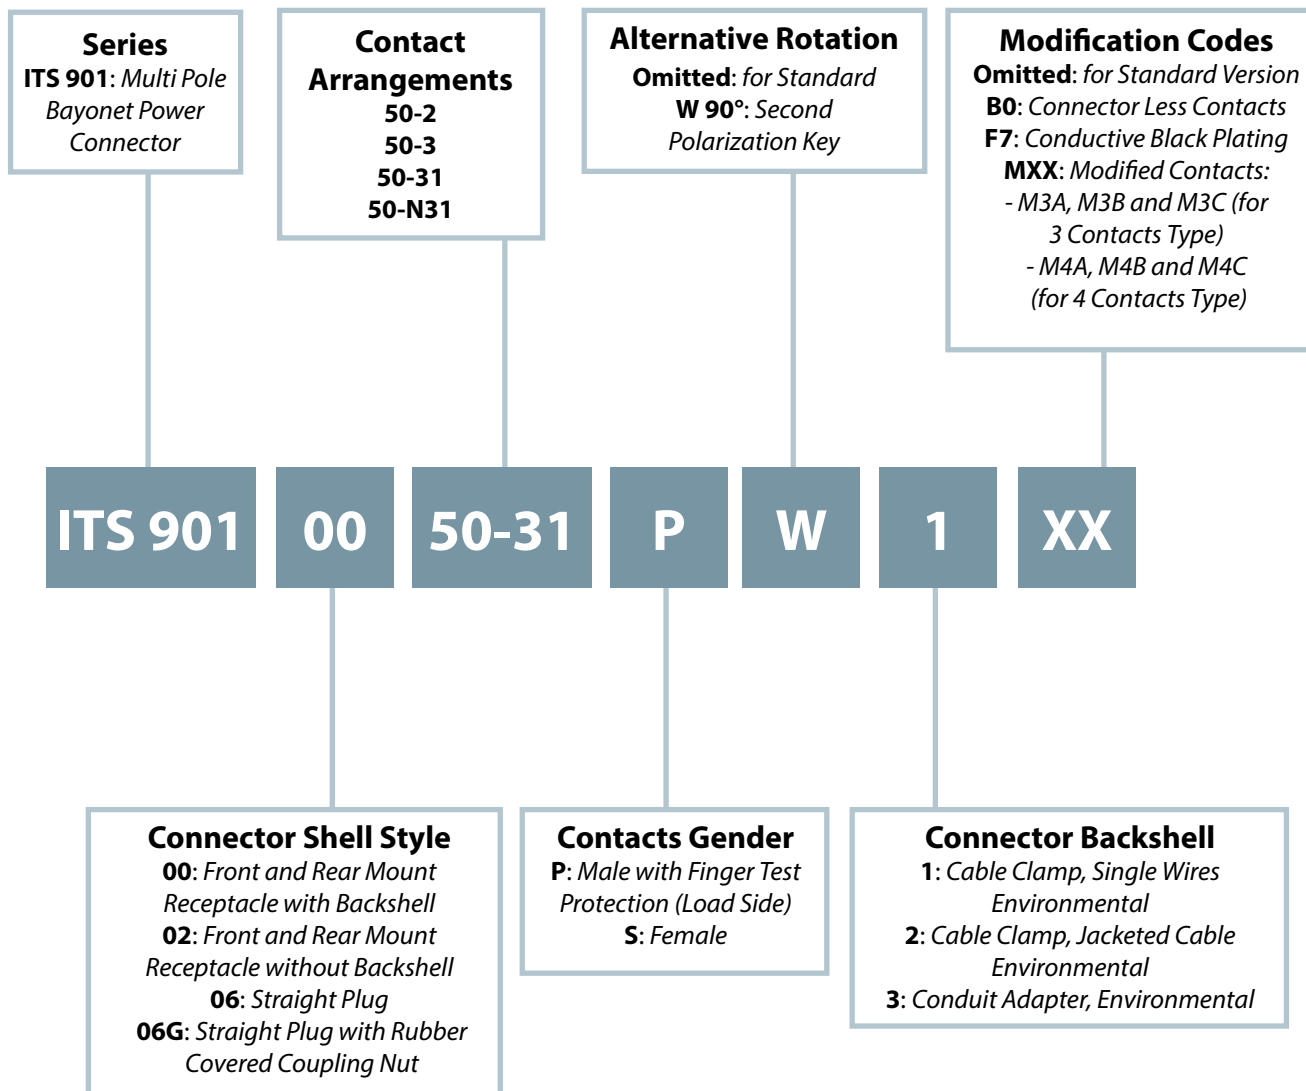 Series
ITS 901: Multi Pole
Bayonet Power
Connector
Contact
Arrangements
50-2
50-3
50-31
50-N31
Alternative Rotation
Omitted: for Standard
W 90°: Second
Polarization Key
Modification Codes
Omitted: for Standard Version
B0: Connector Less Contacts
F7: Conductive Black Plating
MXX: Modified Contacts:
- M3A, M3B and M3C (for
3 Contacts Type)
- M4A, M4B and M4C
(for 4 Contacts Type)
ITS 901 00 50-31 P W 1 XX
Connector Shell Style
00: Front and Rear Mount
Receptacle with Backshell
02: Front and Rear Mount
Receptacle without Backshell
06: Straight Plug
06G: Straight Plug with Rubber
Covered Coupling Nut
Contacts Gender
P: Male with Finger Test
Protection (Load Side)
S: Female
Connector Backshell
1: Cable Clamp, Single Wires
Environmental
2: Cable Clamp, Jacketed Cable
Environmental
3: Conduit Adapter, Environmental